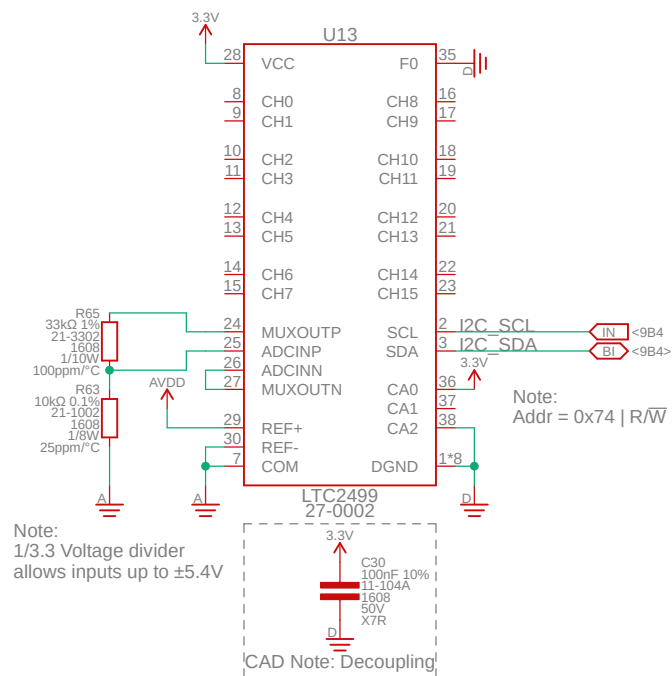 3.3V
U13
28 VCC F0 35
D
8 CH0 CH8 16
9 CH1 CH9 17
10 CH2 CH10 18
11 CH3 CH11 19
12 CH4 CH12 20
13 CH5 CH13 21
14 CH6 CH14 22
15 CH7 CH15 23
R65
33kΩ 1%
21-3302
1608
1/10W
100ppm/°C
24 MUXOUTP SCL 2 I2C_SCL IN <9B4
25 ADCINP SDA 3 I2C_SDA BI <9B4>
26 ADCINN
27 MUXOUTN CA0 36
3.3V
CA1 37
AVDD
29 REF+ CA2 38
30 REF-
7 COM DGND 1*8
R63
10kΩ 0.1%
21-1002
1608
1/8W
25ppm/°C
Note:
Addr = 0x74 | R/W̅
A
A
D
LTC2499
27-0002
Note:
1/3.3 Voltage divider
allows inputs up to ±5.4V
3.3V
C30
100nF 10%
11-104A
1608
50V
X7R
D
CAD Note: Decoupling